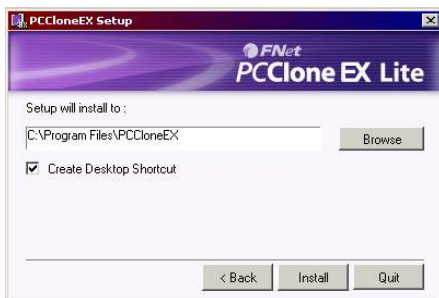 PCCloneEX Setup
FNet
PCClone EX Lite
Setup will install to :
C:\Program Files\PCCloneEX
Browse
Create Desktop Shortcut
< Back
Install
Quit